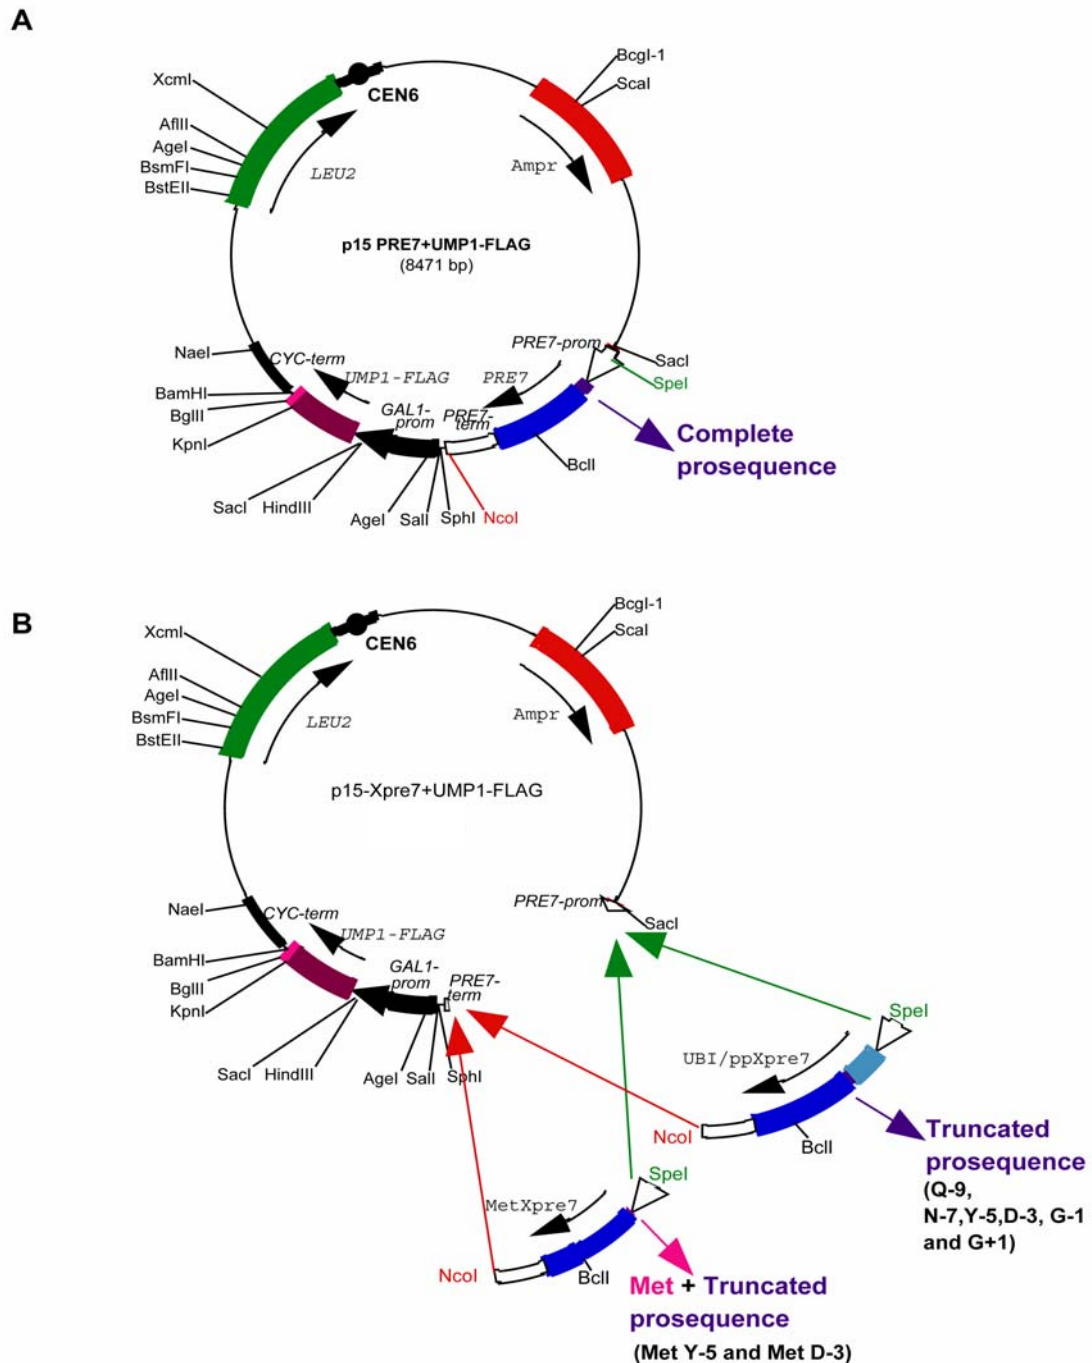 A
BcgI-1
ScaI
XcmI
CEN6
AflII
AgeI
BsmFI
BstEII
LEU2
Ampr
p15 PRE7+UMP1-FLAG
(8471 bp)
NaeI
CYC-term
PRE7-prom
SacI
SpeI
UMP1-FLAG
PRE7
BamHI
BglII
KpnI
GAL1-
prom
PRE7-
term
Complete
prosequence
BclI
SacI
HindIII
AgeI
SalI
SphI
NcoI
B
BcgI-1
ScaI
XcmI
CEN6
AflII
AgeI
BsmFI
BstEII
LEU2
Ampr
p15-Xpre7+UMP1-FLAG
NaeI
CYC-term
PRE7-prom
SacI
UMP1-FLAG
BamHI
BglII
KpnI
GAL1-
prom
PRE7-
term
SacI
HindIII
AgeI
SalI
SphI
SpeI
UBI/ppXpre7
NcoI
BclI
Truncated
prosequence
(Q-9,
N-7,Y-5,D-3, G-1
and G+1)
SpeI
MetXpre7
NcoI
BclI
Met + Truncated
prosequence
(Met Y-5 and Met D-3)